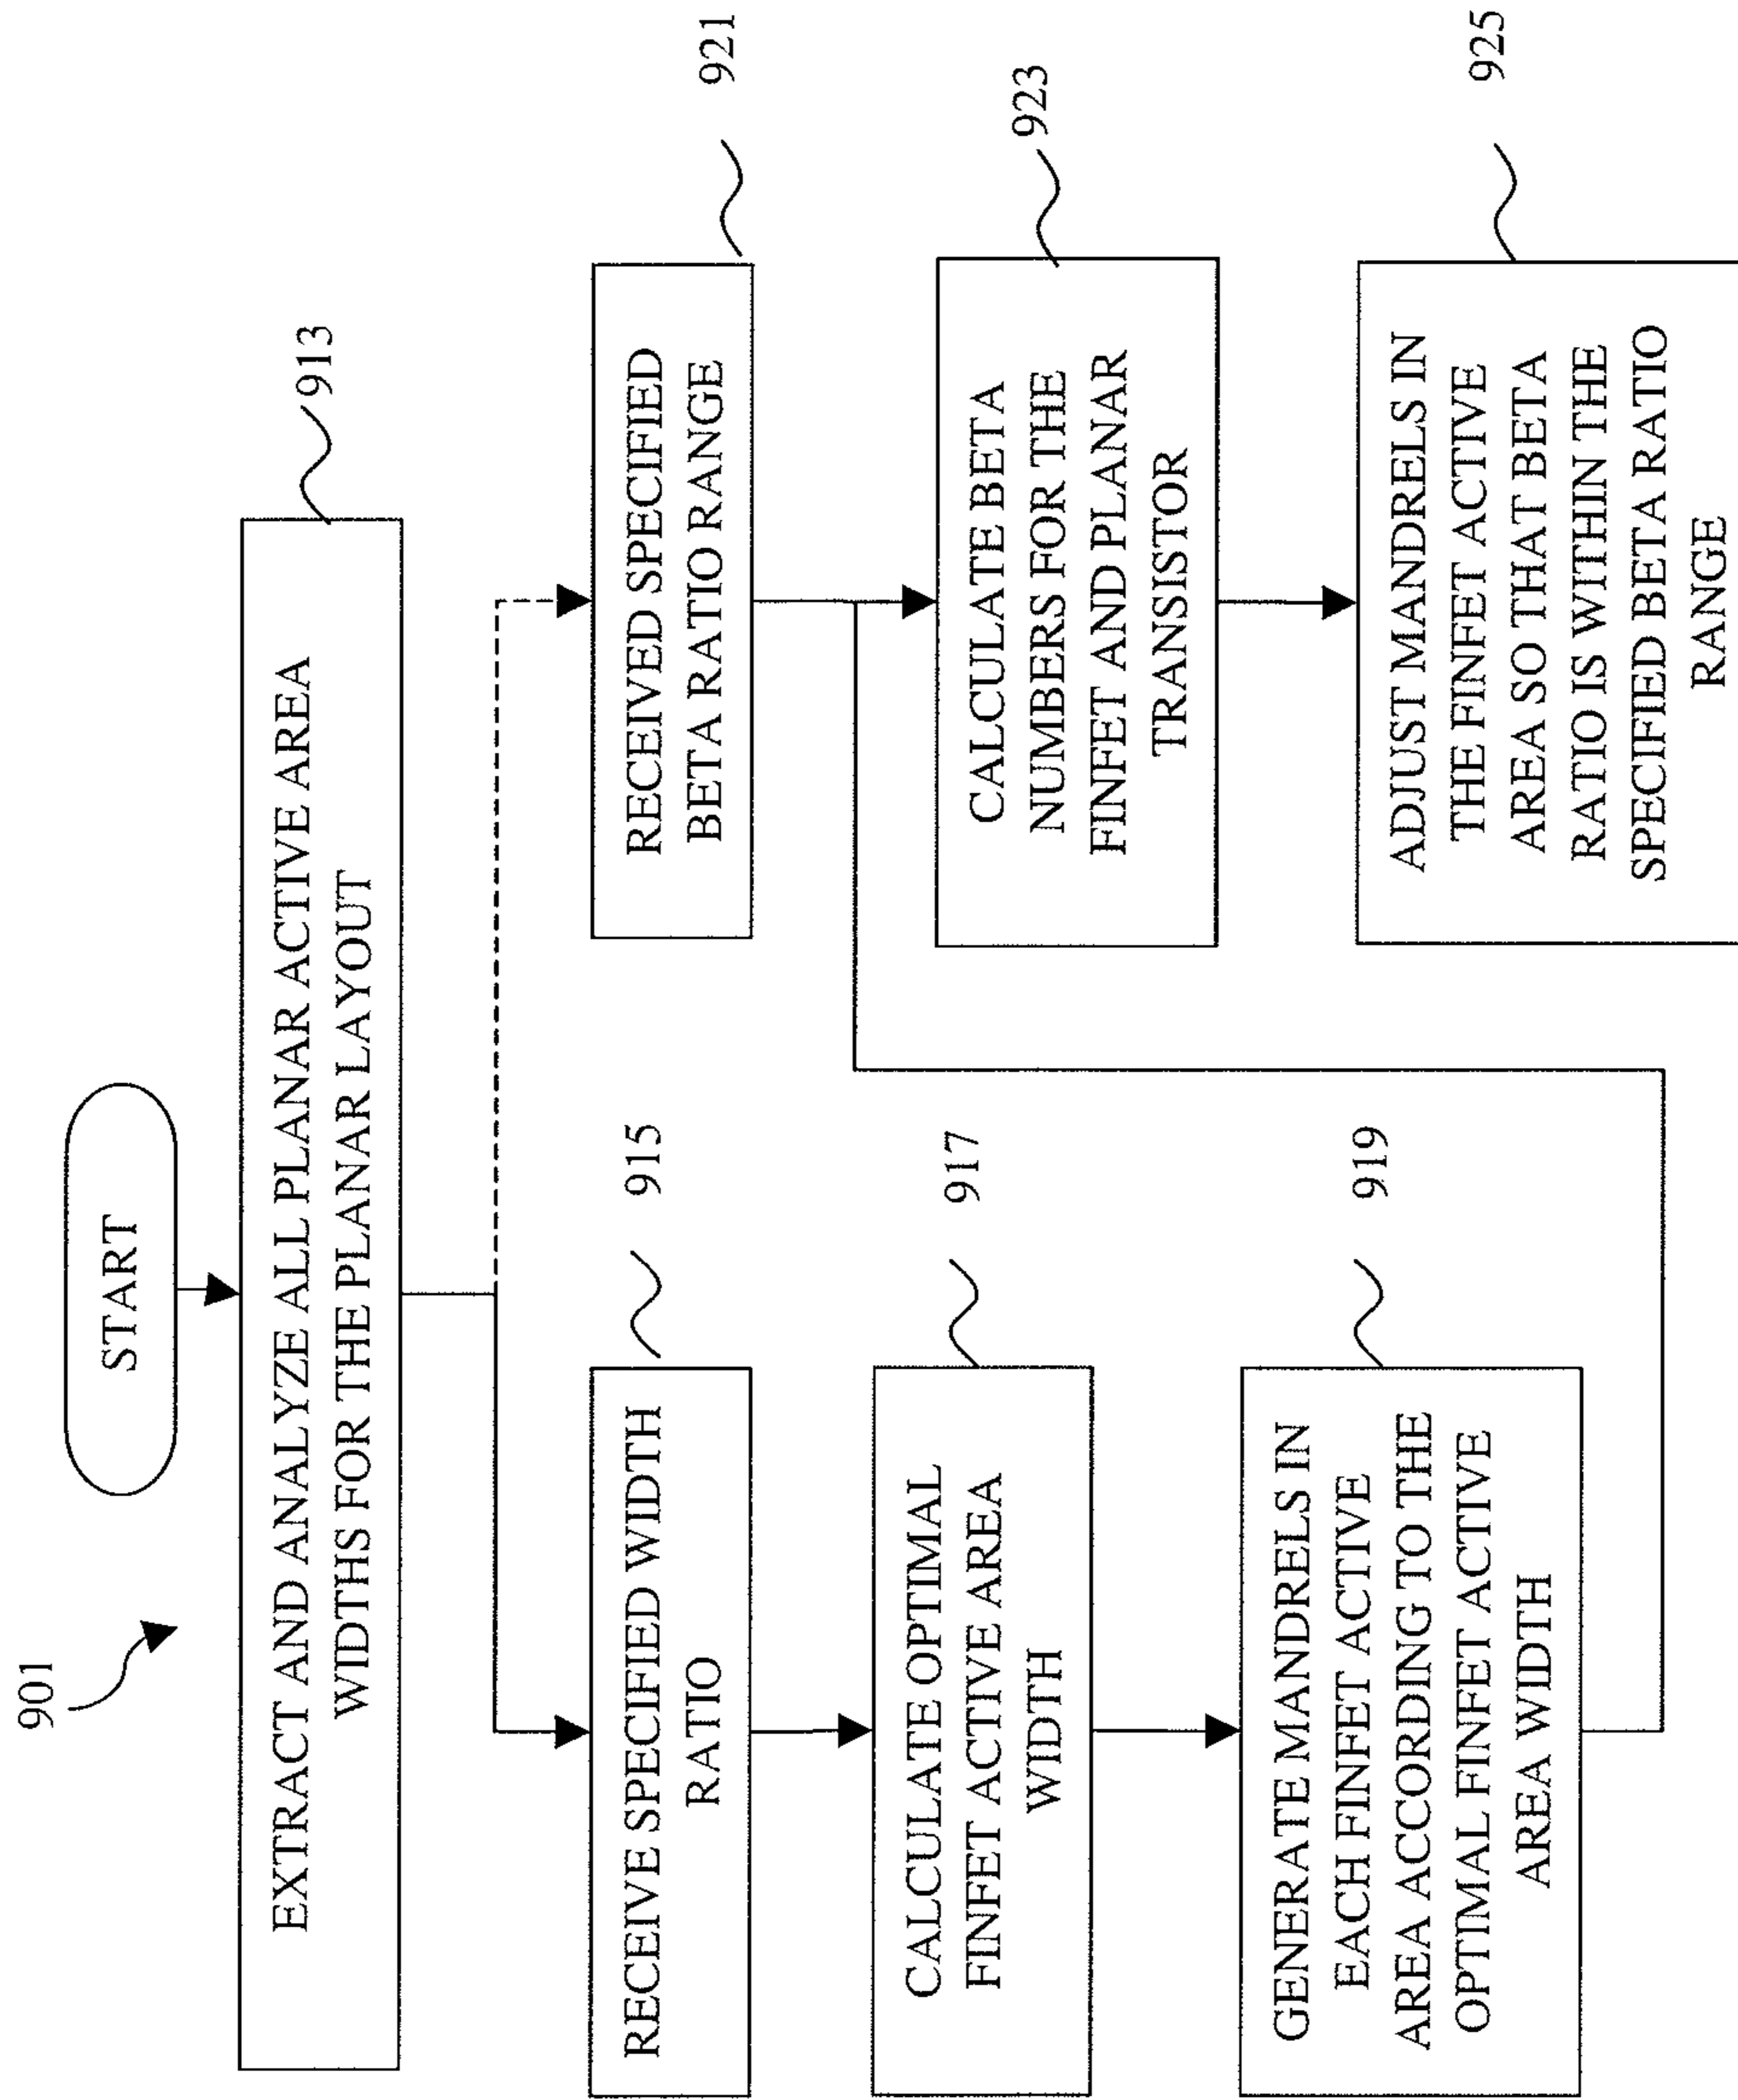 901
START
913
EXTRACT AND ANALYZE ALL PLANAR ACTIVE AREA
WIDTHS FOR THE PLANAR LAYOUT
915
RECEIVE SPECIFIED WIDTH
RATIO
917
CALCULATE OPTIMAL
FINFET ACTIVE AREA
WIDTH
919
GENERATE MANDRELS IN
EACH FINFET ACTIVE
AREA ACCORDING TO THE
OPTIMAL FINFET ACTIVE
AREA WIDTH
921
RECEIVED SPECIFIED
BETA RATIO RANGE
923
CALCULATE BETA
NUMBERS FOR THE
FINFET AND PLANAR
TRANSISTOR
925
ADJUST MANDRELS IN
THE FINFET ACTIVE
AREA SO THAT BETA
RATIO IS WITHIN THE
SPECIFIED BETA RATIO
RANGE